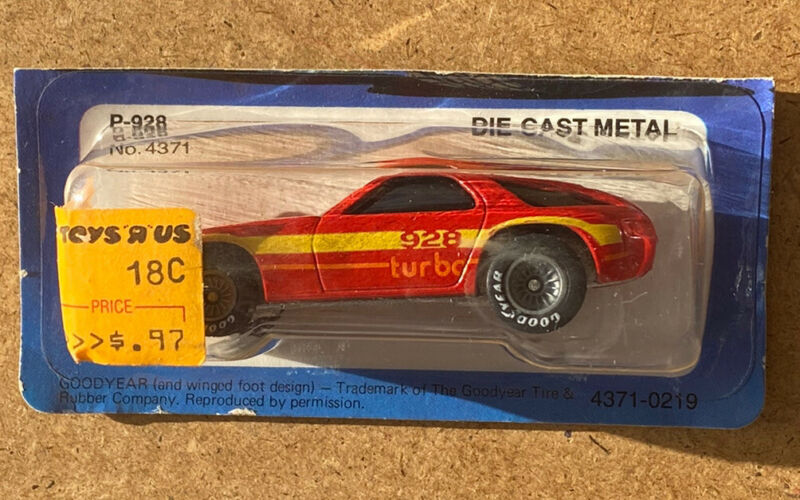 P-928
No. 4371
DIE CAST METAL
TOYS "R" US
18C
PRICE
>>$.97
928
turbo
GOODYEAR
GOODYEAR (and winged foot design) — Trademark of The Goodyear Tire &
Rubber Company. Reproduced by permission.
4371-0219